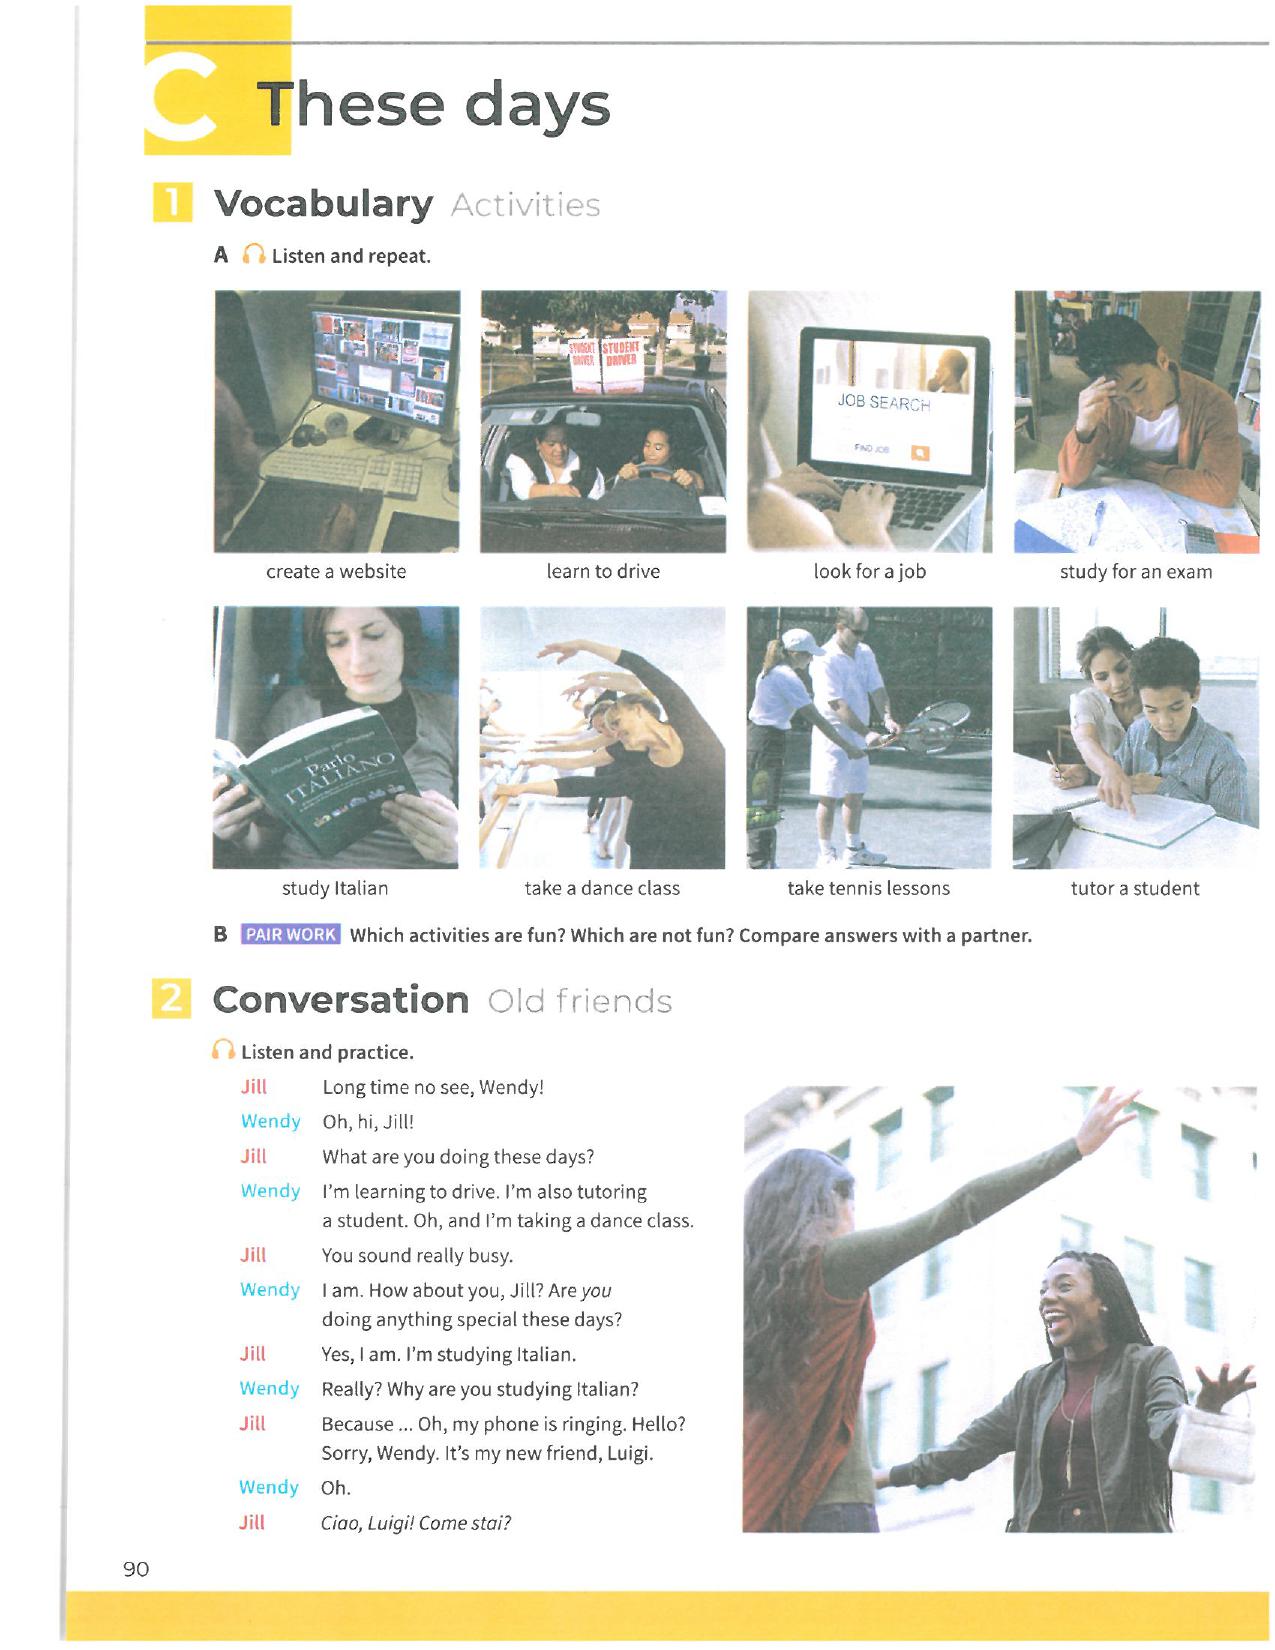 C These days
1 Vocabulary Activities
A Listen and repeat.
STUDENT DRIVER STUDENT DRIVER
JOB SEARCH
FIND JOB
create a website
learn to drive
look for a job
study for an exam
Parlo
ITALIANO
study Italian
take a dance class
take tennis lessons
tutor a student
B PAIR WORK Which activities are fun? Which are not fun? Compare answers with a partner.
2 Conversation Old friends
Listen and practice.
Jill Long time no see, Wendy!
Wendy Oh, hi, Jill!
Jill What are you doing these days?
Wendy I'm learning to drive. I'm also tutoring
a student. Oh, and I'm taking a dance class.
Jill You sound really busy.
Wendy I am. How about you, Jill? Are you
doing anything special these days?
Jill Yes, I am. I'm studying Italian.
Wendy Really? Why are you studying Italian?
Jill Because ... Oh, my phone is ringing. Hello?
Sorry, Wendy. It's my new friend, Luigi.
Wendy Oh.
Jill Ciao, Luigi! Come stai?
90